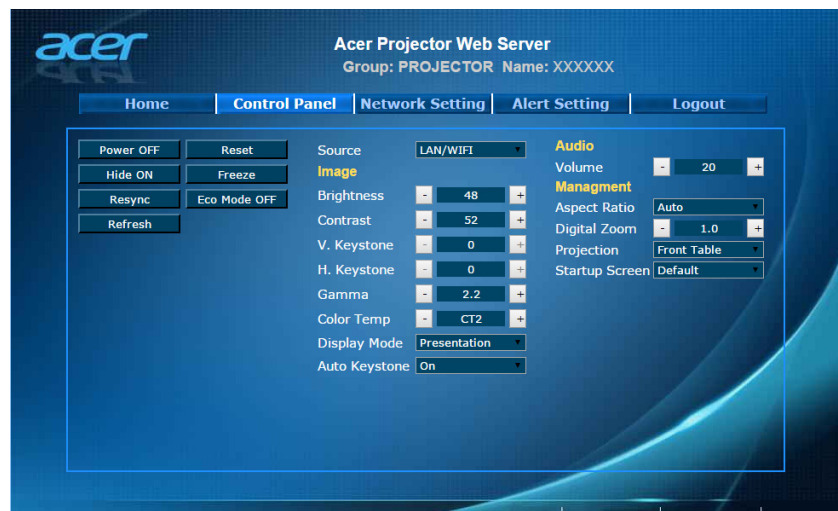 acer
Acer Projector Web Server
Group: PROJECTOR Name: XXXXXX
Home Control Panel Network Setting Alert Setting Logout
Power OFF Reset
Hide ON Freeze
Resync Eco Mode OFF
Refresh
Source LAN/WIFI
Image
Brightness - 48 +
Contrast - 52 +
V. Keystone - 0 +
H. Keystone - 0 +
Gamma - 2.2 +
Color Temp - CT2 +
Display Mode Presentation
Auto Keystone On
Audio
Volume - 20 +
Managment
Aspect Ratio Auto
Digital Zoom - 1.0 +
Projection Front Table
Startup Screen Default